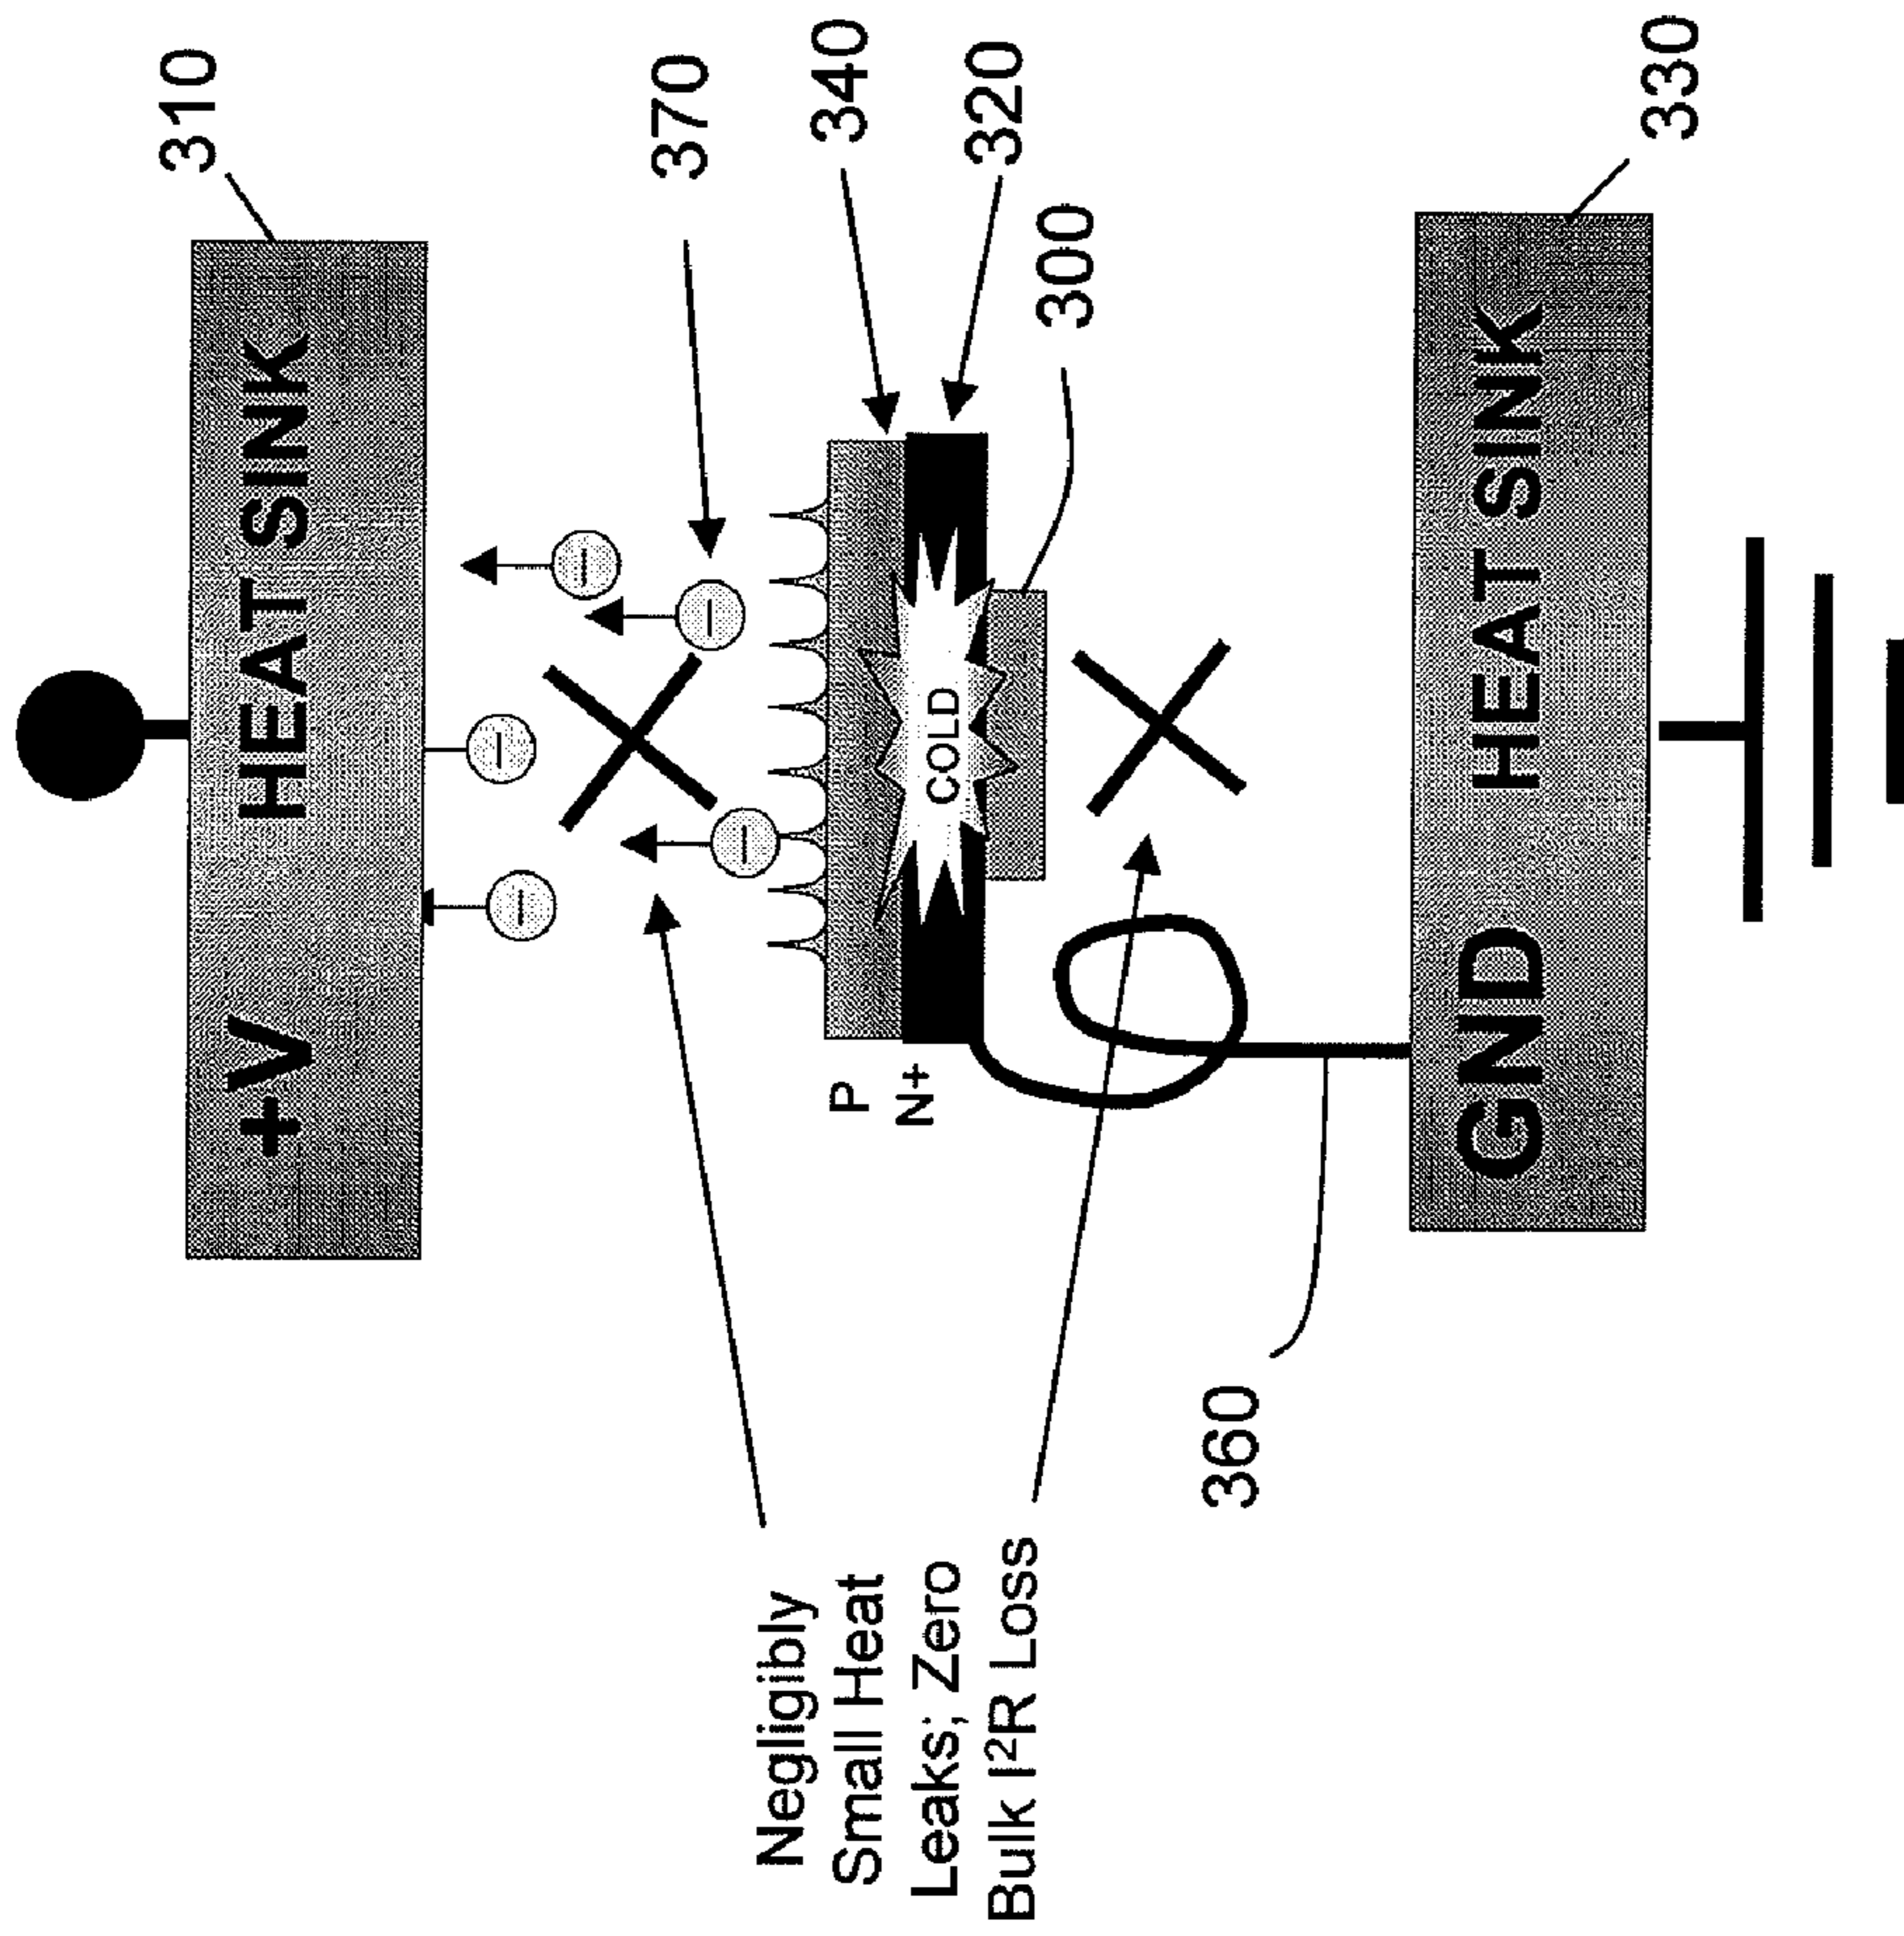 310
+V HEAT SINK
370
340
320
300
COLD
P
N+
Negligibly
Small Heat
Leaks; Zero
Bulk I²R Loss
360
GND HEAT SINK
330